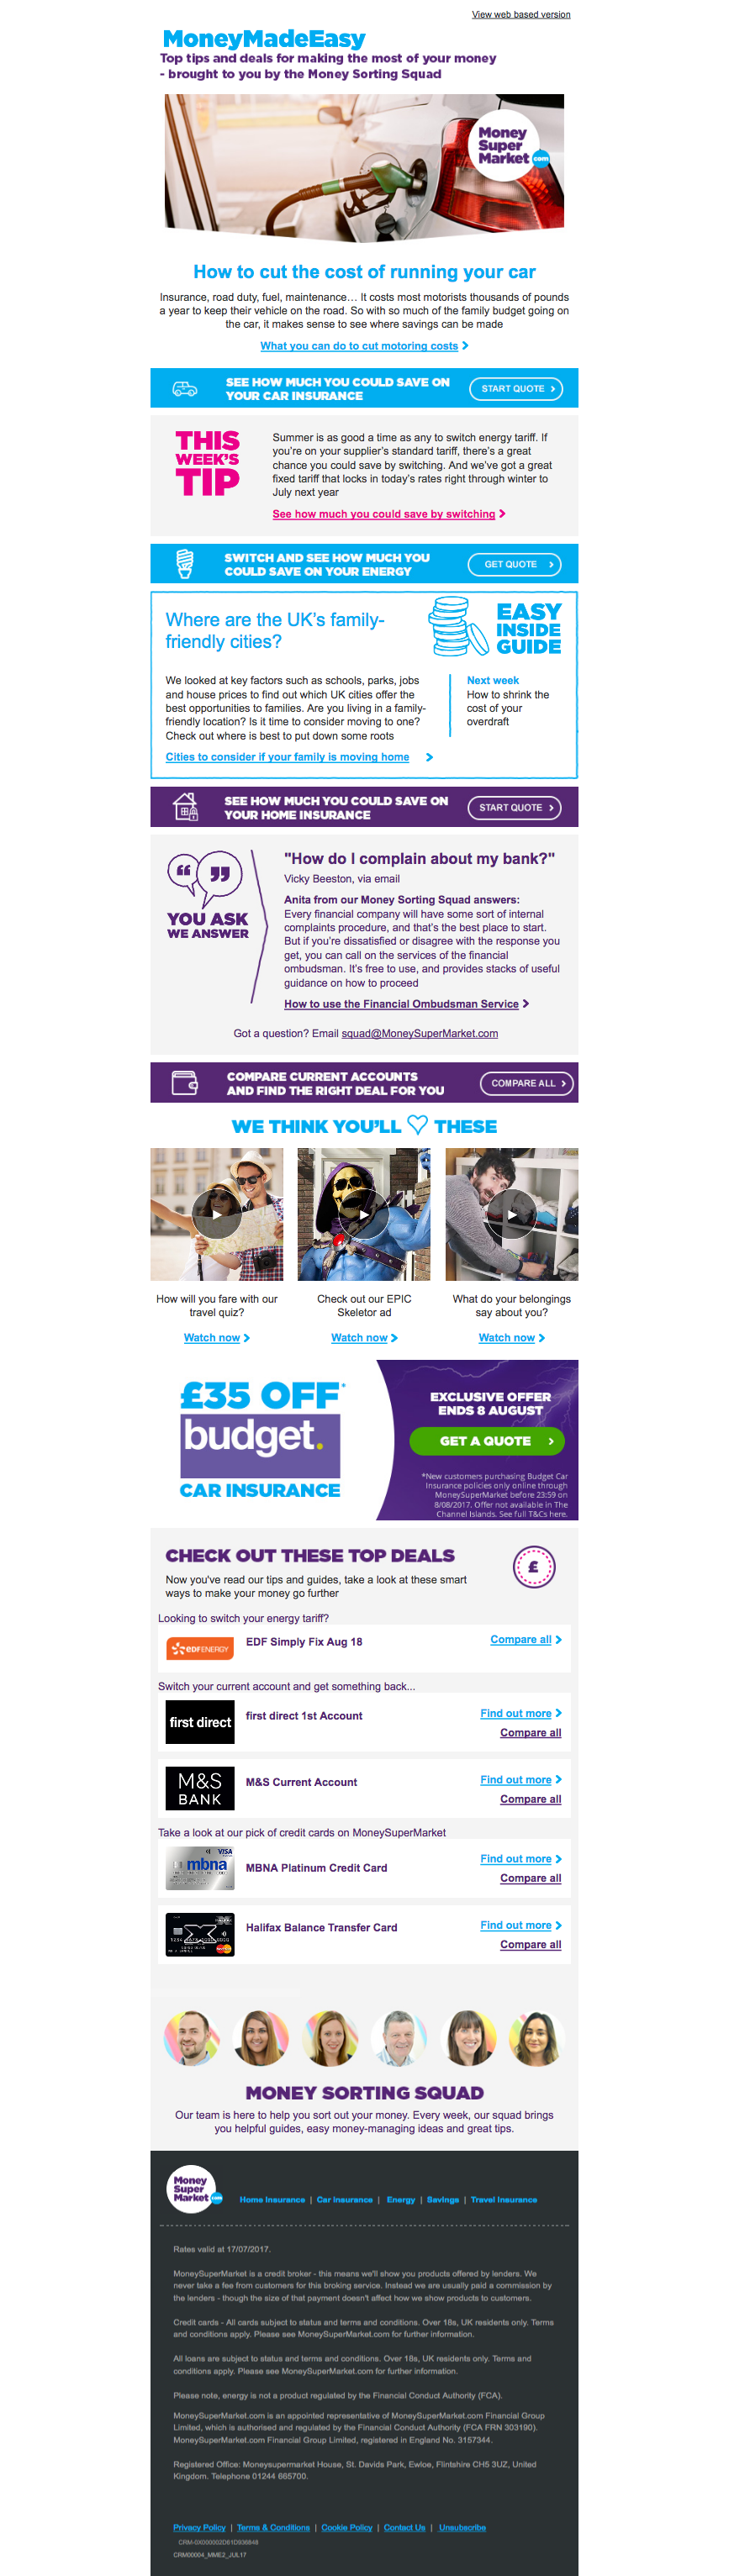 View web based version
MoneyMadeEasy
Top tips and deals for making the most of your money
- brought to you by the Money Sorting Squad
Money
Super
Market
.com
How to cut the cost of running your car
Insurance, road duty, fuel, maintenance… It costs most motorists thousands of pounds
a year to keep their vehicle on the road. So with so much of the family budget going on
the car, it makes sense to see where savings can be made
What you can do to cut motoring costs
SEE HOW MUCH YOU COULD SAVE ON
YOUR CAR INSURANCE
START QUOTE
THIS
WEEK'S
TIP
Summer is as good a time as any to switch energy tariff. If
you're on your supplier's standard tariff, there's a great
chance you could save by switching. And we've got a great
fixed tariff that locks in today's rates right through winter to
July next year
See how much you could save by switching
SWITCH AND SEE HOW MUCH YOU
COULD SAVE ON YOUR ENERGY
GET QUOTE
Where are the UK's family-
friendly cities?
EASY
INSIDE
GUIDE
We looked at key factors such as schools, parks, jobs
and house prices to find out which UK cities offer the
best opportunities to families. Are you living in a family-
friendly location? Is it time to consider moving to one?
Check out where is best to put down some roots
Cities to consider if your family is moving home
Next week
How to shrink the
cost of your
overdraft
SEE HOW MUCH YOU COULD SAVE ON
YOUR HOME INSURANCE
START QUOTE
YOU ASK
WE ANSWER
"How do I complain about my bank?"
Vicky Beeston, via email
Anita from our Money Sorting Squad answers:
Every financial company will have some sort of internal
complaints procedure, and that's the best place to start.
But if you're dissatisfied or disagree with the response you
get, you can call on the services of the financial
ombudsman. It's free to use, and provides stacks of useful
guidance on how to proceed
How to use the Financial Ombudsman Service
Got a question? Email squad@MoneySuperMarket.com
COMPARE CURRENT ACCOUNTS
AND FIND THE RIGHT DEAL FOR YOU
COMPARE ALL
WE THINK YOU'LL THESE
How will you fare with our
travel quiz?
Watch now
Check out our EPIC
Skeletor ad
Watch now
What do your belongings
say about you?
Watch now
£35 OFF*
budget.
CAR INSURANCE
EXCLUSIVE OFFER
ENDS 8 AUGUST
GET A QUOTE
*New customers purchasing Budget Car
Insurance policies only online through
MoneySuperMarket before 23:59 on
8/08/2017. Offer not available in The
Channel Islands. See full T&Cs here.
CHECK OUT THESE TOP DEALS
£
Now you've read our tips and guides, take a look at these smart
ways to make your money go further
Looking to switch your energy tariff?
EDF ENERGY
EDF Simply Fix Aug 18
Compare all
Switch your current account and get something back...
first direct
first direct 1st Account
Find out more
Compare all
M&S
BANK
M&S Current Account
Find out more
Compare all
Take a look at our pick of credit cards on MoneySuperMarket
VISA
mbna
MBNA Platinum Credit Card
Find out more
Compare all
Halifax Balance Transfer Card
Find out more
Compare all
MONEY SORTING SQUAD
Our team is here to help you sort out your money. Every week, our squad brings
you helpful guides, easy money-managing ideas and great tips.
Money
Super
Market
.com
Home Insurance | Car Insurance | Energy | Savings | Travel Insurance
Rates valid at 17/07/2017.
MoneySuperMarket is a credit broker - this means we'll show you products offered by lenders. We
never take a fee from customers for this broking service. Instead we are usually paid a commission by
the lenders - though the size of that payment doesn't affect how we show products to customers.
Credit cards - All cards subject to status and terms and conditions. Over 18s, UK residents only. Terms
and conditions apply. Please see MoneySuperMarket.com for further information.
All loans are subject to status and terms and conditions. Over 18s, UK residents only. Terms and
conditions apply. Please see MoneySuperMarket.com for further information.
Please note, energy is not a product regulated by the Financial Conduct Authority (FCA).
MoneySuperMarket.com is an appointed representative of MoneySuperMarket.com Financial Group
Limited, which is authorised and regulated by the Financial Conduct Authority (FCA FRN 303190).
MoneySuperMarket.com Financial Group Limited, registered in England No. 3157344.
Registered Office: Moneysupermarket House, St. Davids Park, Ewloe, Flintshire CH5 3UZ, United
Kingdom. Telephone 01244 665700.
Privacy Policy | Terms & Conditions | Cookie Policy | Contact Us | Unsubscribe
CRM00004_MME2_JUL17